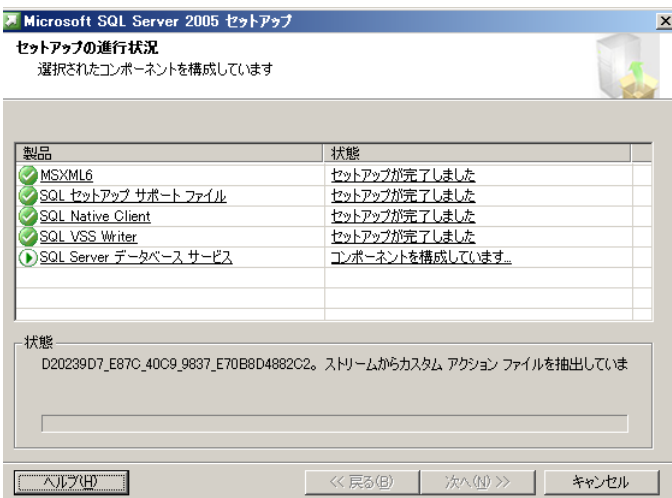 Microsoft SQL Server 2005 セットアップ
セットアップの進行状況
選択されたコンポーネントを構成しています
製品 状態
MSXML6 セットアップが完了しました
SQL セットアップ サポート ファイル セットアップが完了しました
SQL Native Client セットアップが完了しました
SQL VSS Writer セットアップが完了しました
SQL Server データベース サービス コンポーネントを構成しています...
状態
D20239D7_E87C_40C9_9837_E70B8D4882C2。ストリームからカスタム アクション ファイルを抽出していま
ヘルプ(H) << 戻る(B) 次へ(N) >> キャンセル